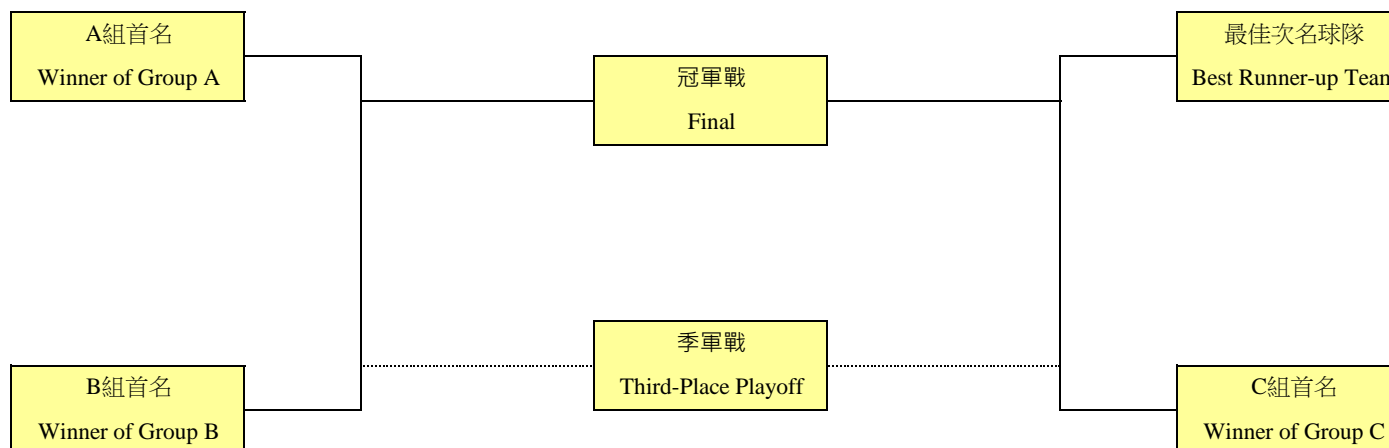 A組首名
Winner of Group A
最佳次名球隊
Best Runner-up Team
冠軍戰
Final
季軍戰
Third-Place Playoff
B組首名
Winner of Group B
C組首名
Winner of Group C